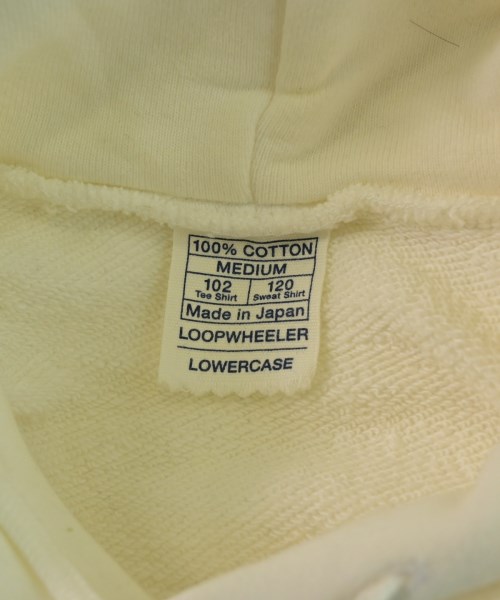 100% COTTON
MEDIUM
102 120
Tee Shirt Sweat Shirt
Made in Japan
LOOPWHEELER
LOWERCASE